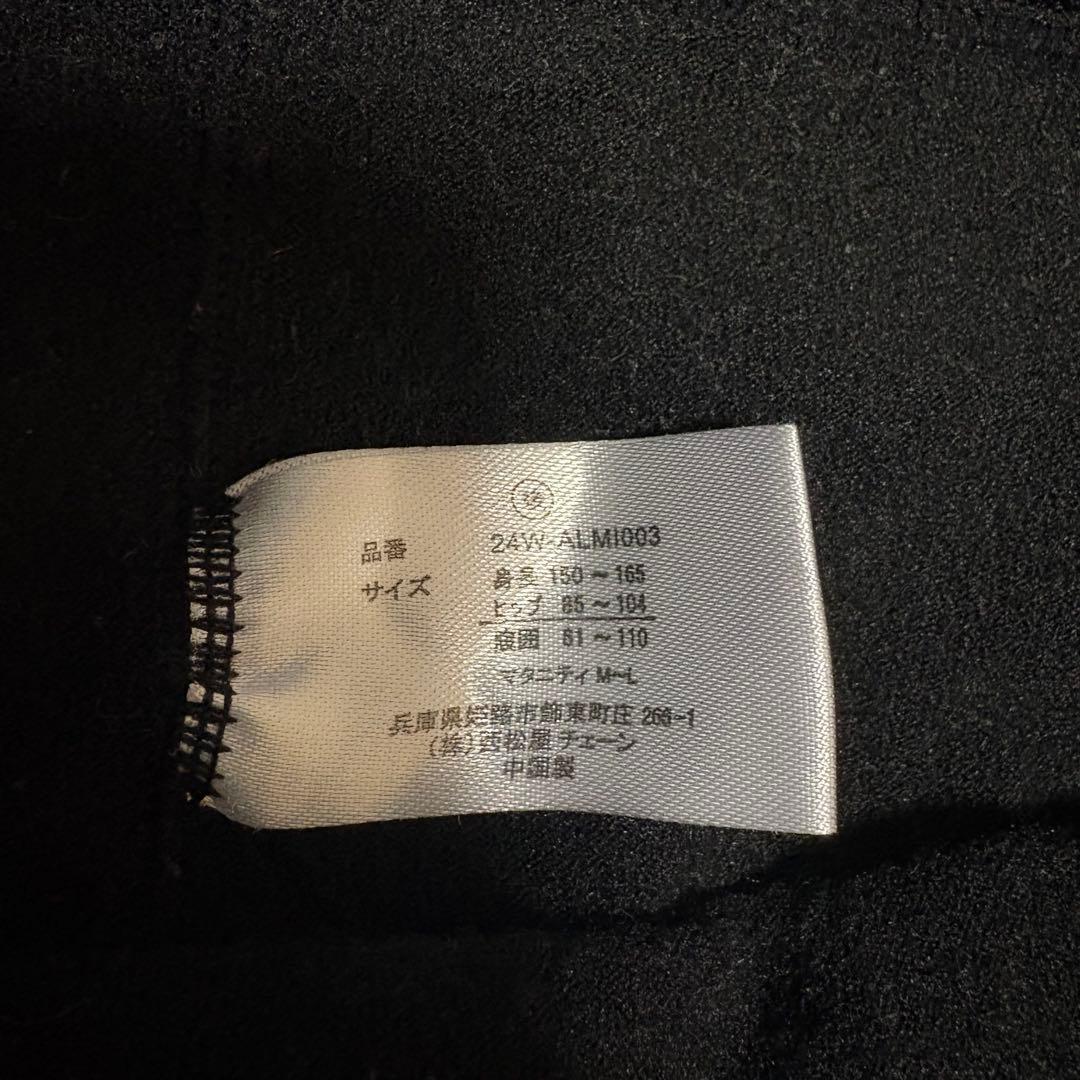 品番 24W-ALMI003
サイズ 身長 150～165
ヒップ 85～104
腹囲 81～110
マタニティ M～L
兵庫県姫路市飾東町庄 266-1
(株)西松屋チェーン
中国製